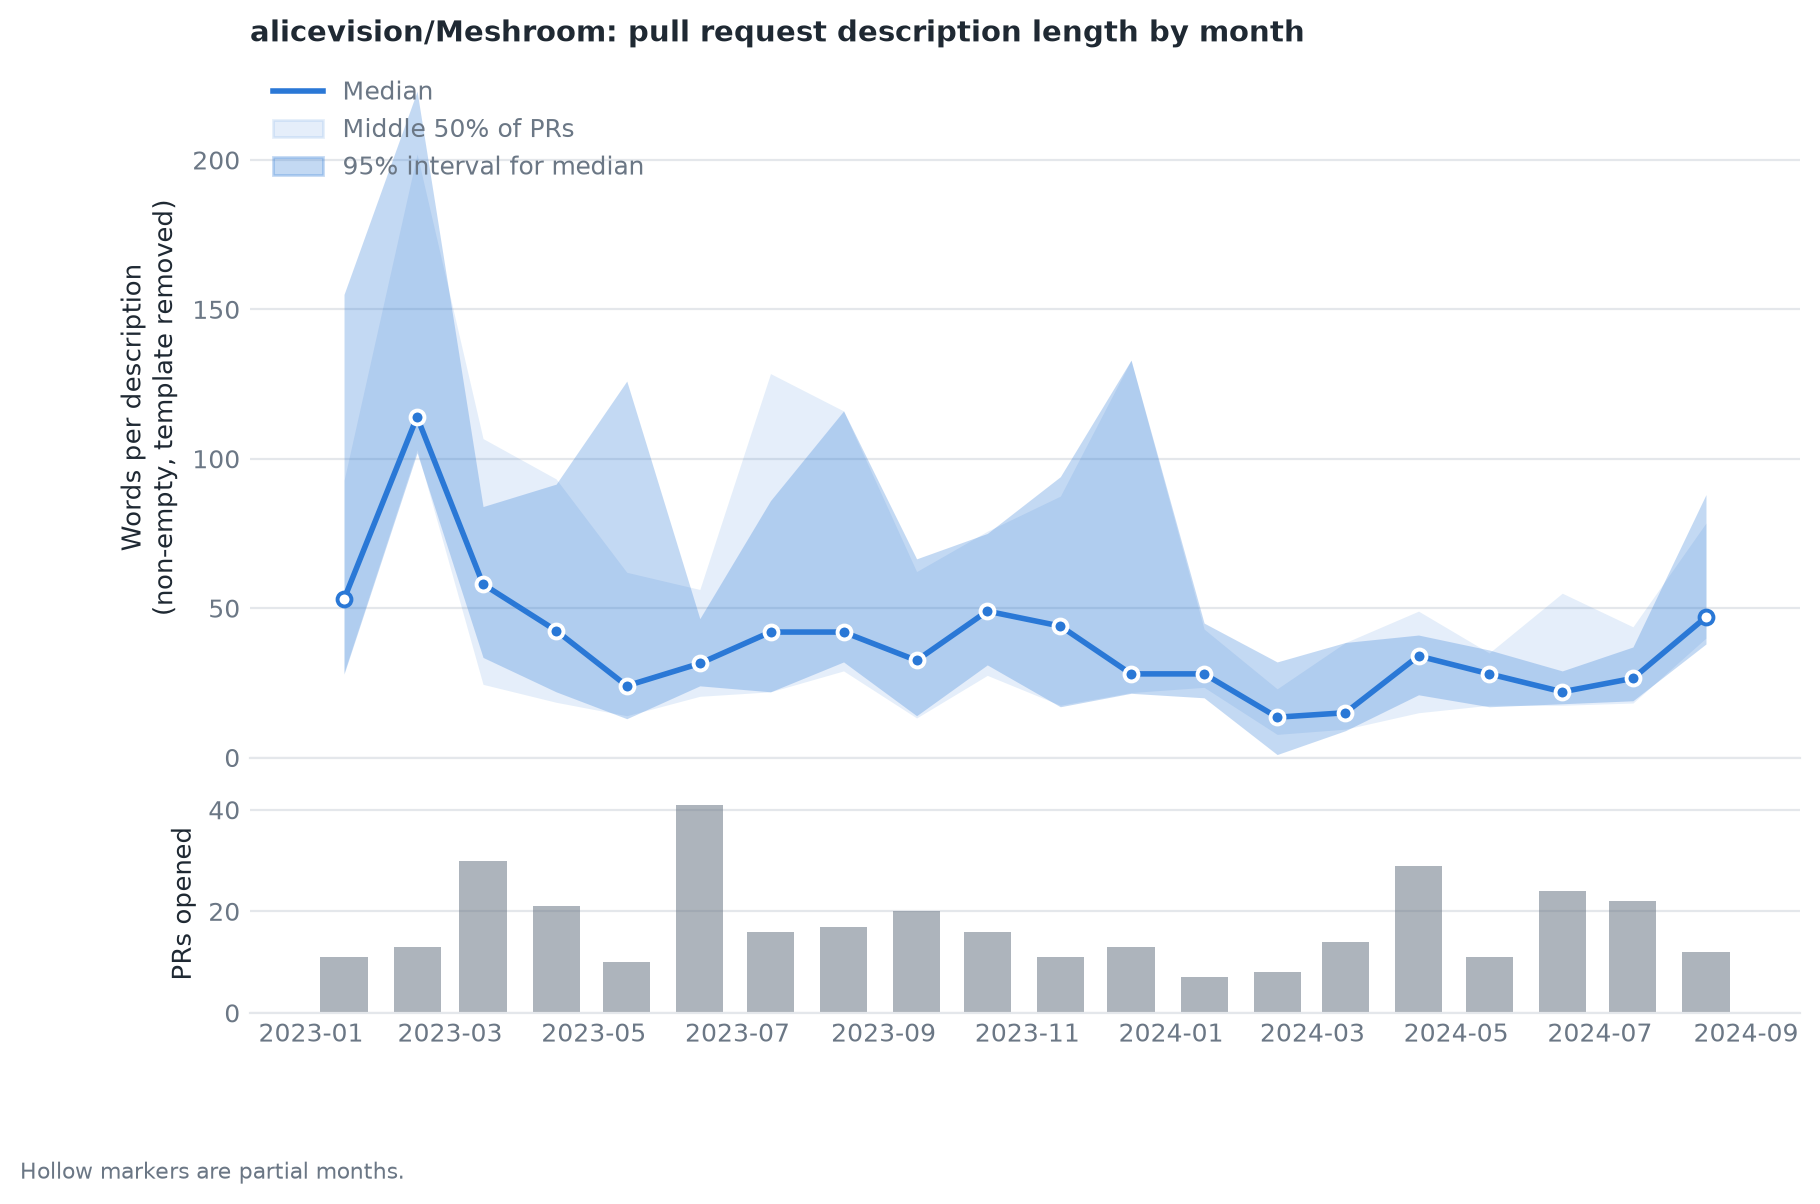 alicevision/Meshroom: pull request description length by month
Median
Middle 50% of PRs
95% interval for median
Words per description
(non-empty, template removed)
200
150
100
50
0
PRs opened
40
20
0
2023-01 2023-03 2023-05 2023-07 2023-09 2023-11 2024-01 2024-03 2024-05 2024-07 2024-09
Hollow markers are partial months.